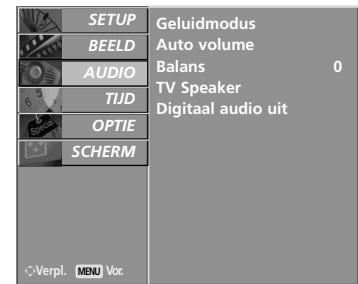 SETUP
BEELD
AUDIO
TIJD
OPTIE
SCHERM
Geluidmodus
Auto volume
Balans 0
TV Speaker
Digitaal audio uit
Verpl. MENU Vor.